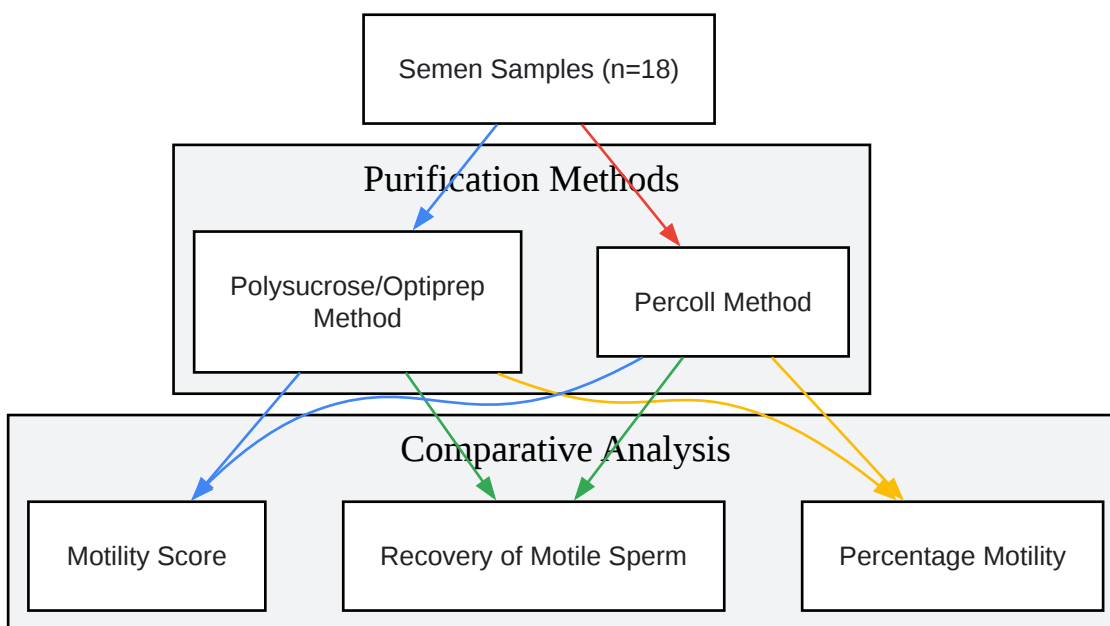 Semen Samples (n=18)
Purification Methods
Polysucrose/Optiprep
Method
Percoll Method
Comparative Analysis
Motility Score
Recovery of Motile Sperm
Percentage Motility